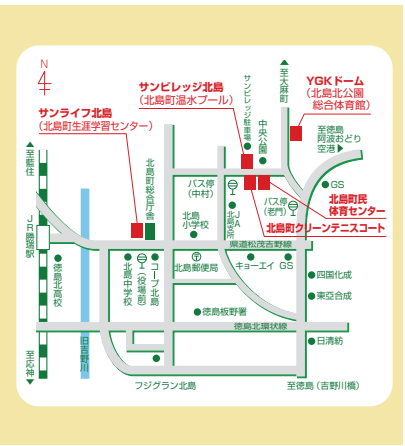 N
4
サンビレッジ北島
(北島町温水プール)
サンビレッジ駐車場
中央公園
至大麻町
YGKドーム
(北島北公園
総合体育館)
サンライフ北島
(北島町生涯学習センター)
至徳島
阿波おどり
空港
至藍住
北島町総合庁舎
バス停
(中村)
GS
北島町民
体育センター
バス停
(老門)
北島町クリーンテニスコート
JR勝瑞駅
北島
小学校
JA
北島支所
県道松茂吉野線
徳島北高校
北島中学校
(役場前)
コープ北島
北島郵便局
キョーエイ
GS
四国化成
東亞合成
徳島板野署
徳島北環状線
旧吉野川
日清紡
至応神
フジグラン北島
至徳島(吉野川橋)